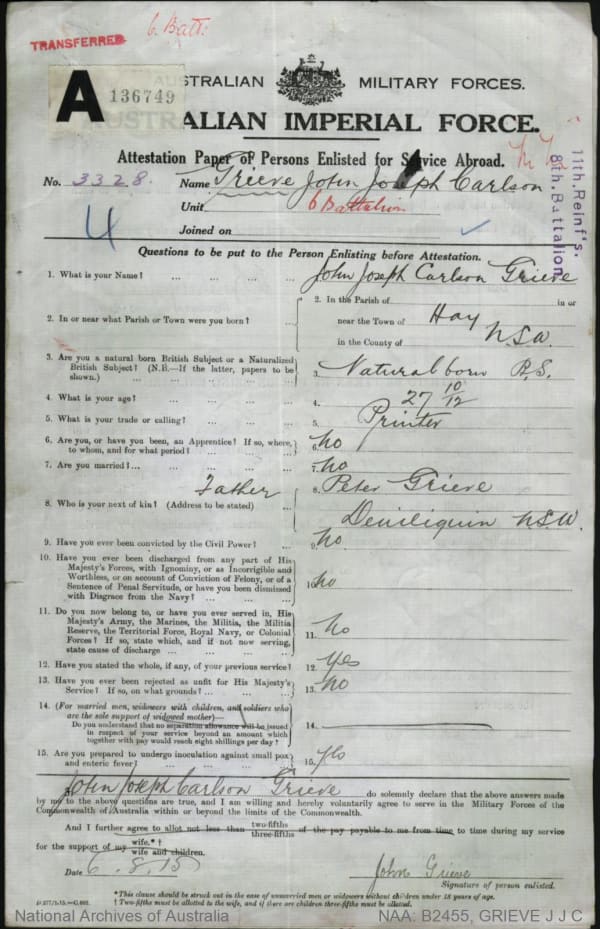 6. Batt.
TRANSFERRED
AUSTRALIAN MILITARY FORCES.
A 136749
AUSTRALIAN IMPERIAL FORCE.
Attestation Paper of Persons Enlisted for Service Abroad.
11th. Reinf's.
8th. Battalion
No. 3328. Name Grieve John Joseph Carlson
Unit 6 Battalion
Joined on
Questions to be put to the Person Enlisting before Attestation.
1. What is your Name? ... John Joseph Carlson Grieve
2. In or near what Parish or Town were you born? ... 2. In the Parish of in or
near the Town of Hay
in the County of N.S.W.
3. Are you a natural born British Subject or a Naturalized
British Subject? (N.B.—If the latter, papers to be
shown.) ... 3. Natural born B.S.
4. What is your age? ... 4. 27 10/12
5. What is your trade or calling? ... 5. Printer
6. Are you, or have you been, an Apprentice? If so, where,
to whom, and for what period? ... 6. No
7. Are you married? ... 7. No
8. Who is your next of kin? (Address to be stated) ... Father 8. Peter Grieve
Deniliquin N.S.W.
9. Have you ever been convicted by the Civil Power? ... 9. No
10. Have you ever been discharged from any part of His
Majesty's Forces, with Ignominy, or as Incorrigible and
Worthless, or on account of Conviction of Felony, or of a
Sentence of Penal Servitude, or have you been dismissed
with Disgrace from the Navy? ... 10. No
11. Do you now belong to, or have you ever served in, His
Majesty's Army, the Marines, the Militia, the Militia
Reserve, the Territorial Force, Royal Navy, or Colonial
Forces? If so, state which, and if not now serving,
state cause of discharge ... 11. No
12. Have you stated the whole, if any, of your previous service? 12. Yes
13. Have you ever been rejected as unfit for His Majesty's
Service? If so, on what grounds? ... 13. No
14. (For married men, widowers with children, and soldiers who
are the sole support of widowed mother)—
Do you understand that no separation allowance will be issued
in respect of your service beyond an amount which
together with pay would reach eight shillings per day? 14.
15. Are you prepared to undergo inoculation against small pox
and enteric fever? ... 15.
I, John Joseph Carlson Grieve do solemnly declare that the above answers made
by me to the above questions are true, and I am willing and hereby voluntarily agree to serve in the Military Forces of the
Commonwealth of Australia within or beyond the limits of the Commonwealth.
And I further agree to allot not less than two-fifths three-fifths of the pay payable to me from time to time during my service
for the support of my wife.*† wife and children.
Date 6.8.15
John Grieve
Signature of person enlisted.
*This clause should be struck out in the case of unmarried men or widowers without children under 18 years of age.
† Two-fifths must be allotted to the wife, and if there are children three-fifths must be allotted.
National Archives of Australia NAA: B2455, GRIEVE J J C